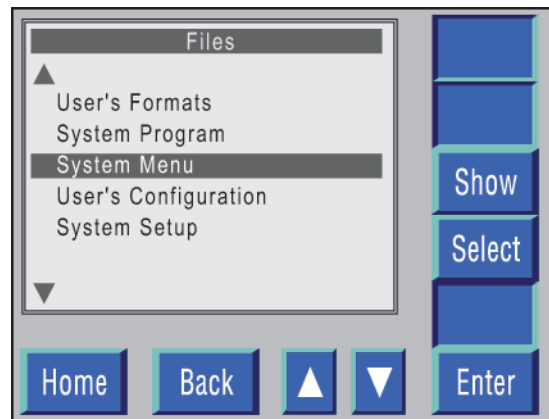 Files
User's Formats
System Program
System Menu
User's Configuration
System Setup
Show
Select
Home Back Enter